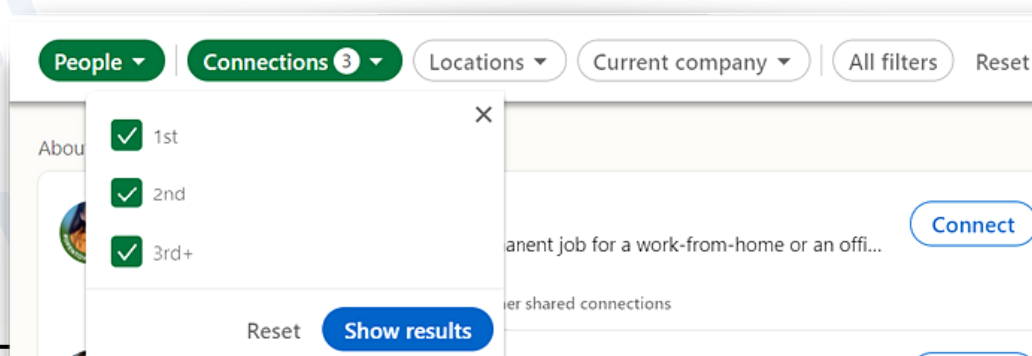 People Connections 3 Locations Current company All filters Reset
1st
Abou
2nd
Connect
3rd+
anent job for a work-from-home or an offi...
er shared connections
Reset Show results